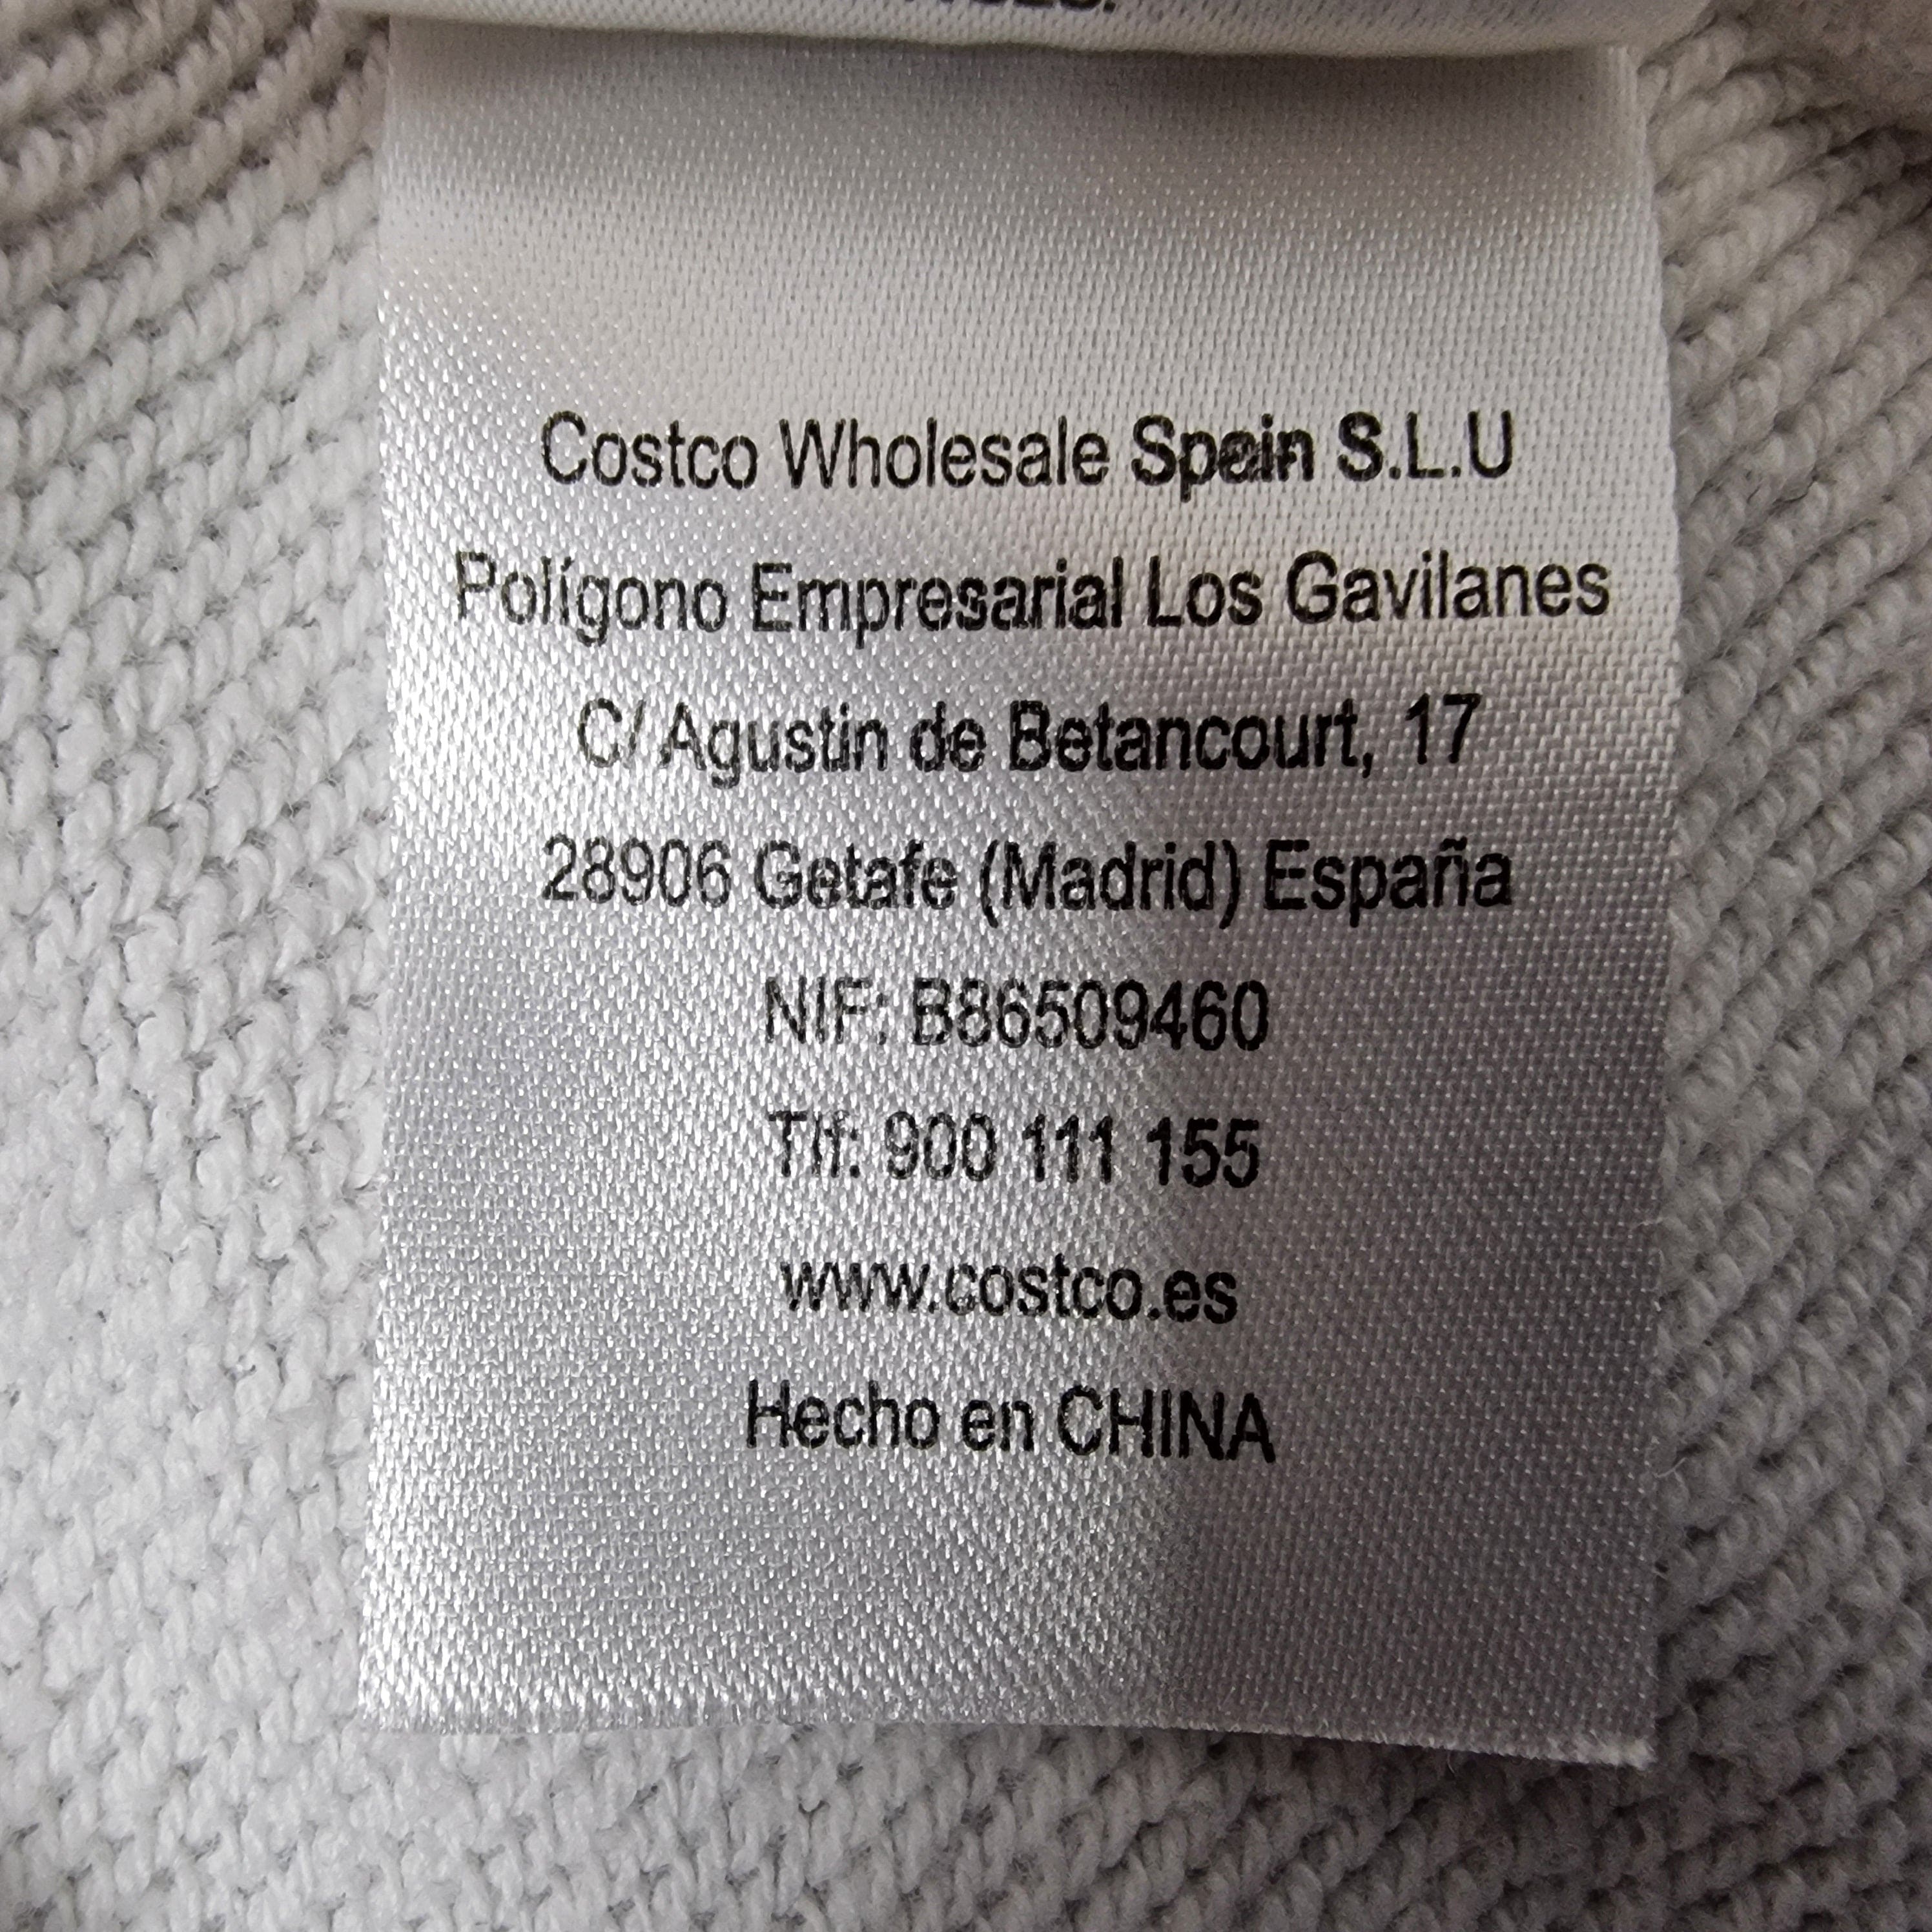 Costco Wholesale Spain S.L.U
Polígono Empresarial Los Gavilanes
C/ Agustin de Betancourt, 17
28906 Getafe (Madrid) España
NIF: B86509460
Tlf: 900 111 155
www.costco.es
Hecho en CHINA